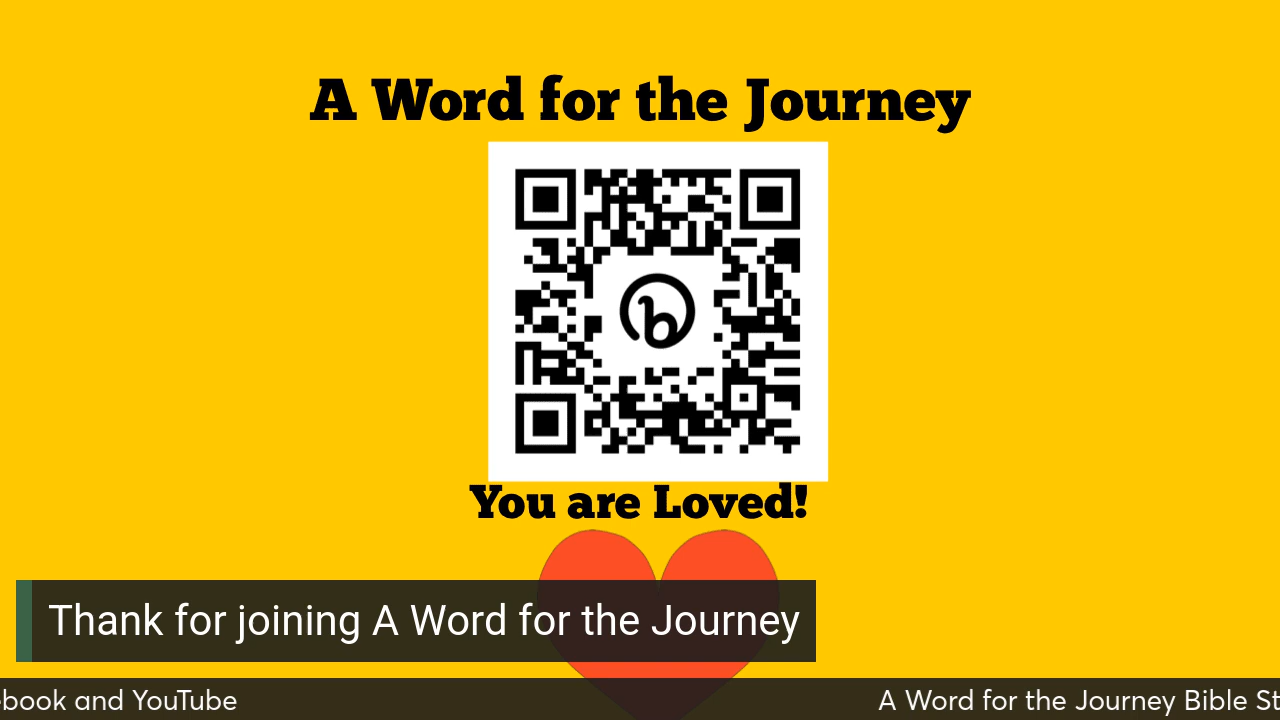 A Word for the Journey
You are Loved!
Thank for joining A Word for the Journey
ebook and YouTube A Word for the Journey Bible St